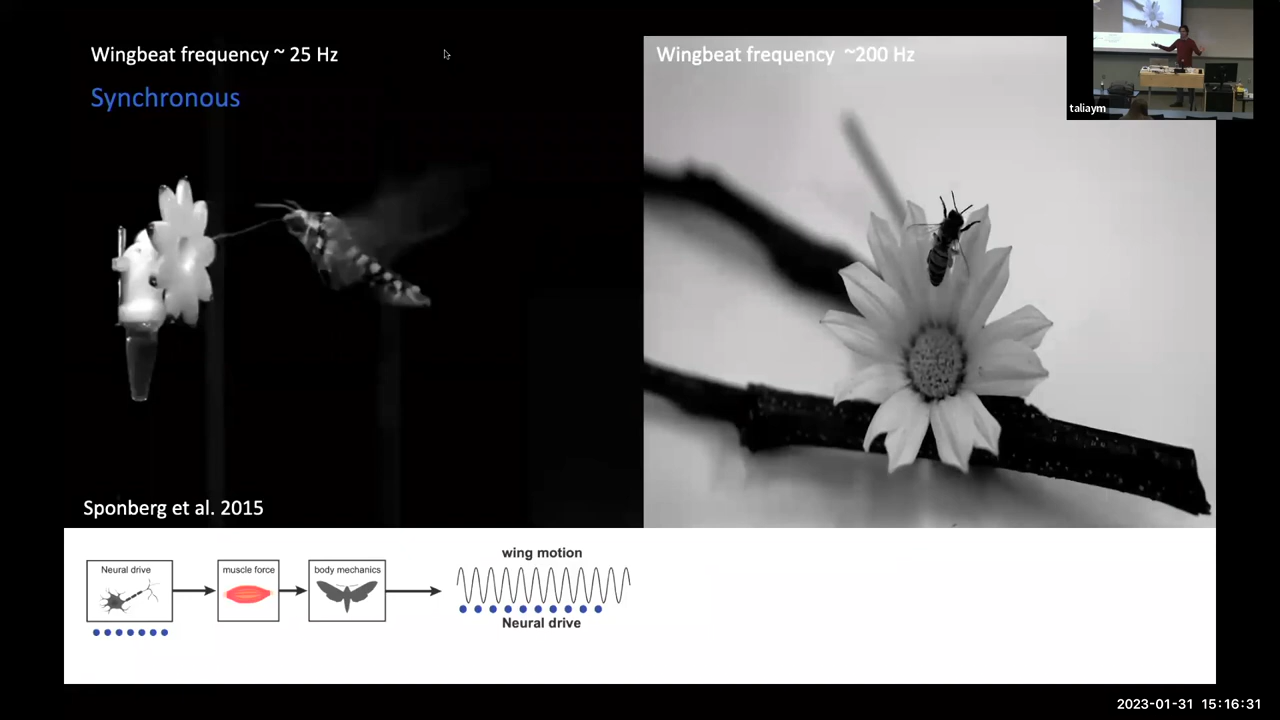 Wingbeat frequency ~ 25 Hz
Synchronous
Wingbeat frequency ~200 Hz
taliaym
Sponberg et al. 2015
Neural drive
muscle force
body mechanics
wing motion
Neural drive
2023-01-31 15:16:31